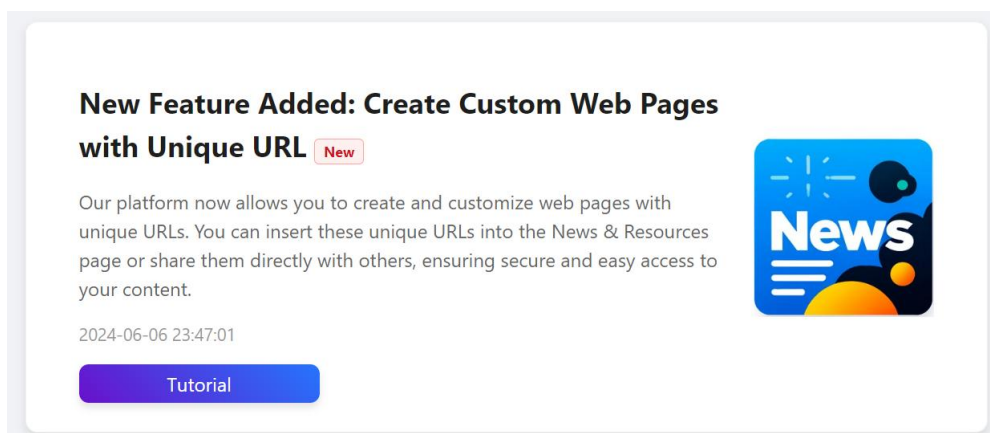 New Feature Added: Create Custom Web Pages
with Unique URL New
Our platform now allows you to create and customize web pages with
unique URLs. You can insert these unique URLs into the News & Resources
page or share them directly with others, ensuring secure and easy access to
your content.
News
2024-06-06 23:47:01
Tutorial